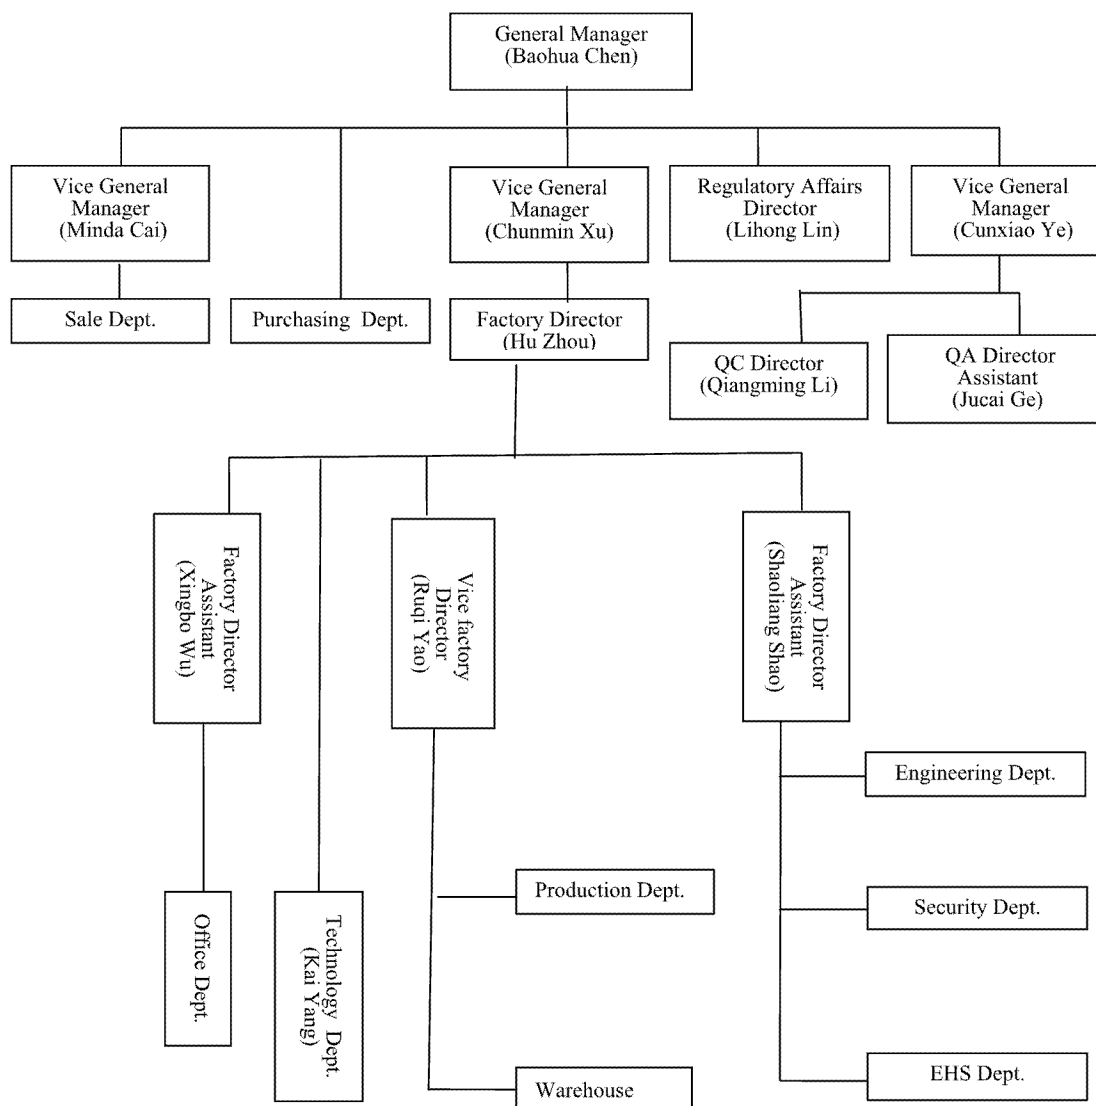 General Manager
(Baohua Chen)
Vice General
Manager
(Minda Cai)
Vice General
Manager
(Chunmin Xu)
Regulatory Affairs
Director
(Lihong Lin)
Vice General
Manager
(Cunxiao Ye)
Sale Dept.
Purchasing Dept.
Factory Director
(Hu Zhou)
QC Director
(Qiangming Li)
QA Director
Assistant
(Jucai Ge)
Factory Director
Assistant
(Xingbo Wu)
Vice factory
Director
(Ruqi Yao)
Factory Director
Assistant
(Shaoliang Shao)
Engineering Dept.
Office Dept.
Technology Dept.
(Kai Yang)
Production Dept.
Security Dept.
Warehouse
EHS Dept.